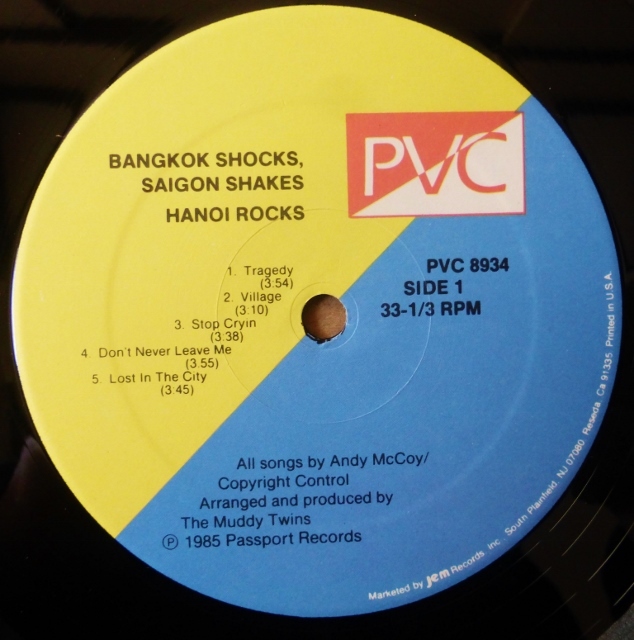 BANGKOK SHOCKS,
SAIGON SHAKES
HANOI ROCKS
PVC
PVC 8934
SIDE 1
33-1/3 RPM
1. Tragedy
(3:54)
2. Village
(3:10)
3. Stop Cryin
(3:38)
4. Don't Never Leave Me
(3.55)
5. Lost In The City
(3:45)
All songs by Andy McCoy/
Copyright Control
Arranged and produced by
The Muddy Twins
℗ 1985 Passport Records
Marketed by jem Records, Inc. South Plainfield, NJ 07080 Reseda, Ca 91335 Printed in U.S.A.